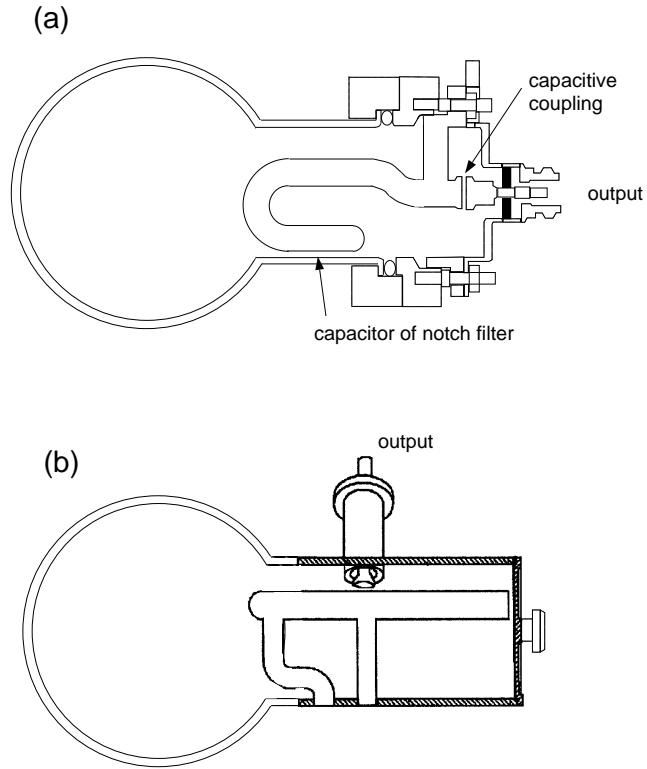 (a)
capacitive
coupling
output
capacitor of notch filter
output
(b)